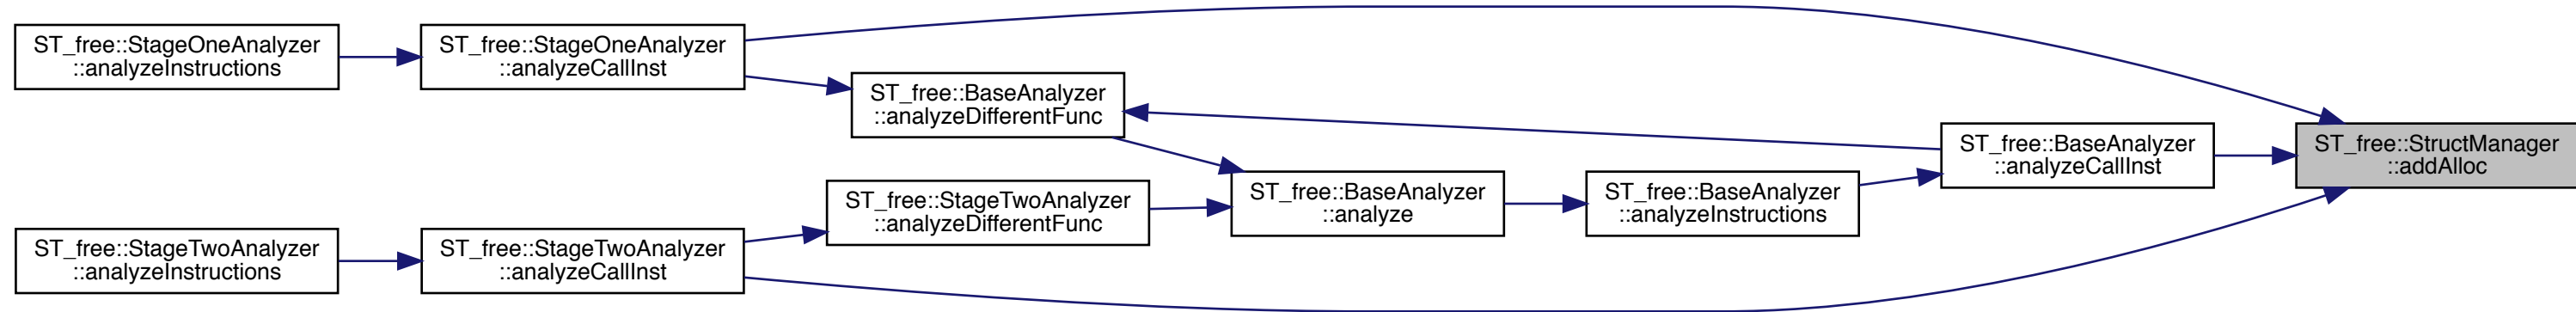 ST_free::StageOneAnalyzer
::analyzeInstructions
ST_free::StageOneAnalyzer
::analyzeCallInst
ST_free::BaseAnalyzer
::analyzeDifferentFunc
ST_free::BaseAnalyzer
::analyzeCallInst
ST_free::StructManager
::addAlloc
ST_free::StageTwoAnalyzer
::analyzeDifferentFunc
ST_free::BaseAnalyzer
::analyze
ST_free::BaseAnalyzer
::analyzeInstructions
ST_free::StageTwoAnalyzer
::analyzeInstructions
ST_free::StageTwoAnalyzer
::analyzeCallInst